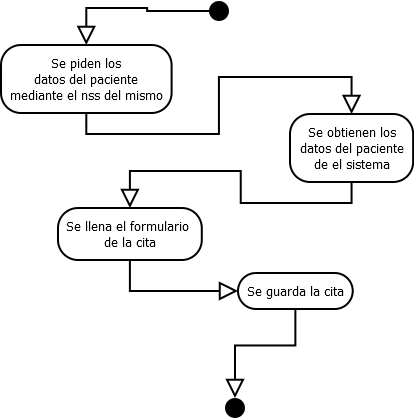 Se piden los
datos del paciente
mediante el nss del mismo
Se obtienen los
datos del paciente
de el sistema
Se llena el formulario
de la cita
Se guarda la cita